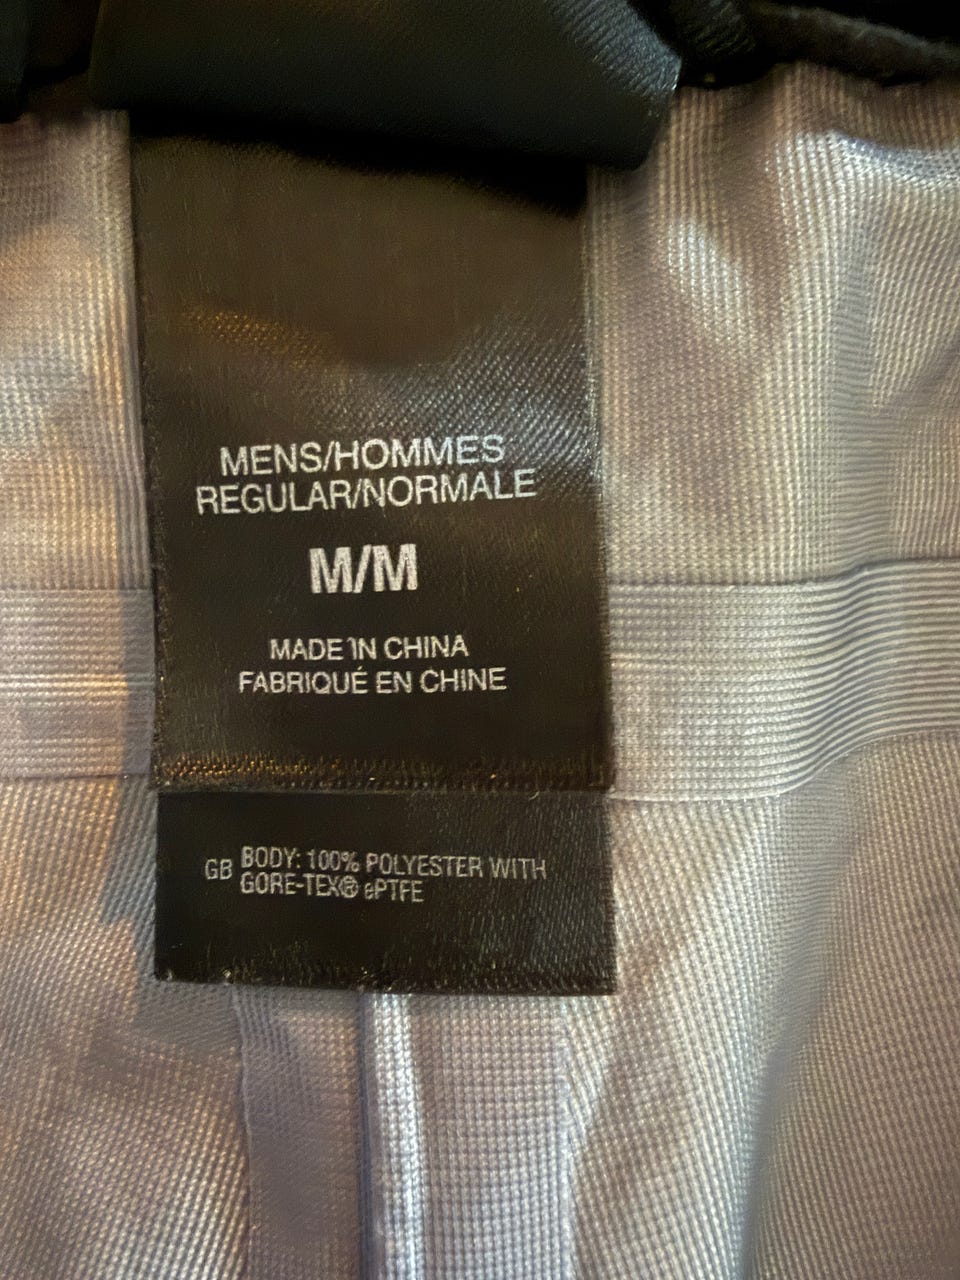 MENS/HOMMES
REGULAR/NORMALE
M/M
MADE IN CHINA
FABRIQUÉ EN CHINE
GB BODY: 100% POLYESTER WITH
GORE-TEX® ePTFE